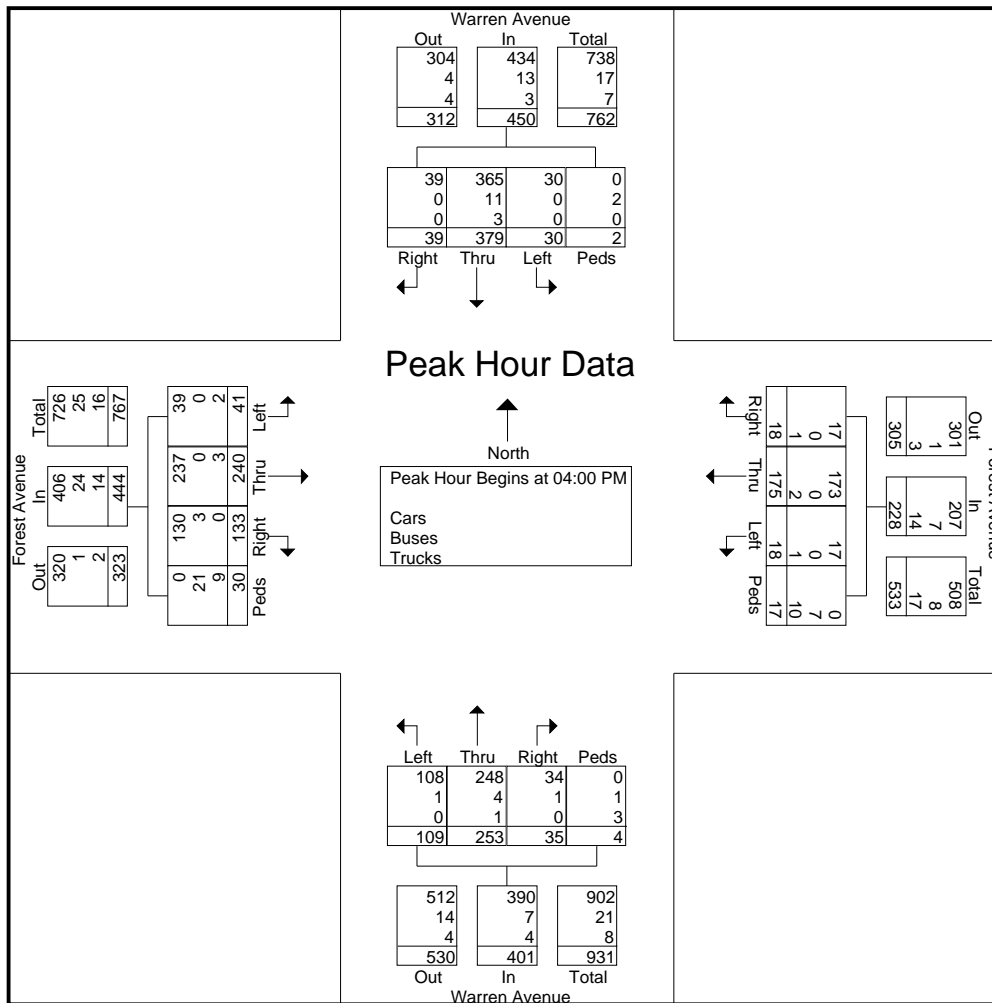 Warren Avenue
Out In Total
304 434 738
4 13 17
4 3 7
312 450 762
39 365 30 0
0 11 0 2
0 3 0 0
39 379 30 2
Right Thru Left Peds
Peak Hour Data
North
Peak Hour Begins at 04:00 PM
Cars
Buses
Trucks
Forest Avenue
Out In Total
320 406 726
1 24 25
2 14 16
323 444 767
39 237 130 0
0 0 3 21
2 3 0 9
41 240 133 30
Left Thru Right Peds
Right Thru Left Peds
18 175 18 17
1 2 1 10
0 0 0 7
17 173 17 0
Out In Total
301 207 508
1 7 8
3 14 17
305 228 533
Forest Avenue
Left Thru Right Peds
108 248 34 0
1 4 1 1
0 1 0 3
109 253 35 4
512 390 902
14 7 21
4 4 8
530 401 931
Out In Total
Warren Avenue